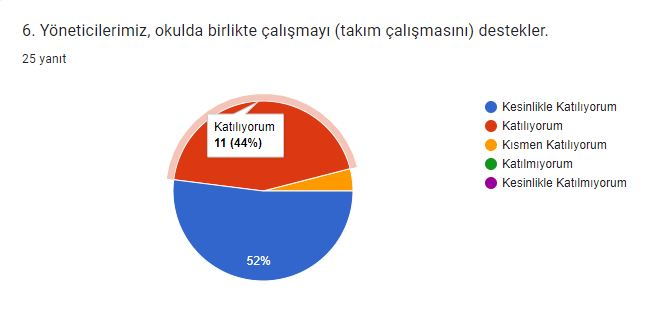 6. Yöneticilerimiz, okulda birlikte çalışmayı (takım çalışmasını) destekler.
25 yanıt
Katılıyorum
11 (44%)
52%
Kesinlikle Katılıyorum
Katılıyorum
Kısmen Katılıyorum
Katılmıyorum
Kesinlikle Katılmıyorum